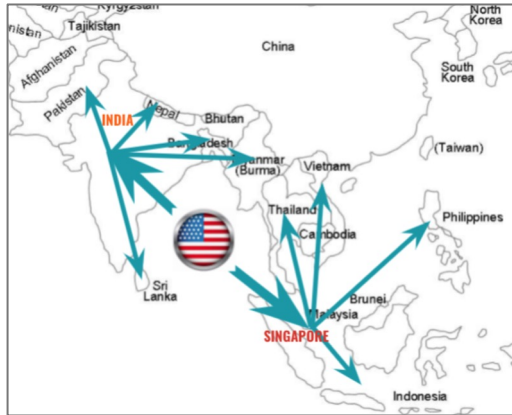 Kyrgyzstan
North
Korea
Tajikistan
nistan
China
South
Korea
Afghanistan
Pakistan
INDIA
Nepal
Bhutan
Bangladesh
(Taiwan)
Myanmar
(Burma)
Vietnam
Thailand
Philippines
Cambodia
Sri
Lanka
Brunei
Malaysia
SINGAPORE
Indonesia